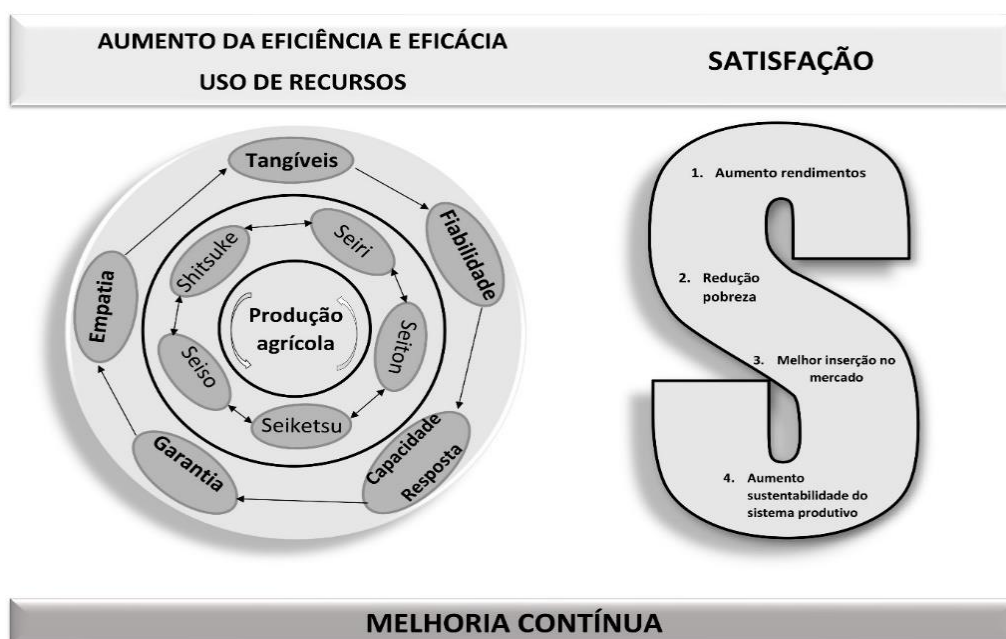 AUMENTO DA EFICIÊNCIA E EFICÁCIA
USO DE RECURSOS
SATISFAÇÃO
Tangíveis
Fiabilidade
Capacidade
Resposta
Garantia
Empatia
Shitsuke
Seiri
Seiton
Seiketsu
Seiso
Produção
agrícola
1. Aumento rendimentos
2. Redução
pobreza
3. Melhor inserção no
mercado
4. Aumento
sustentabilidade do
sistema produtivo
MELHORIA CONTÍNUA